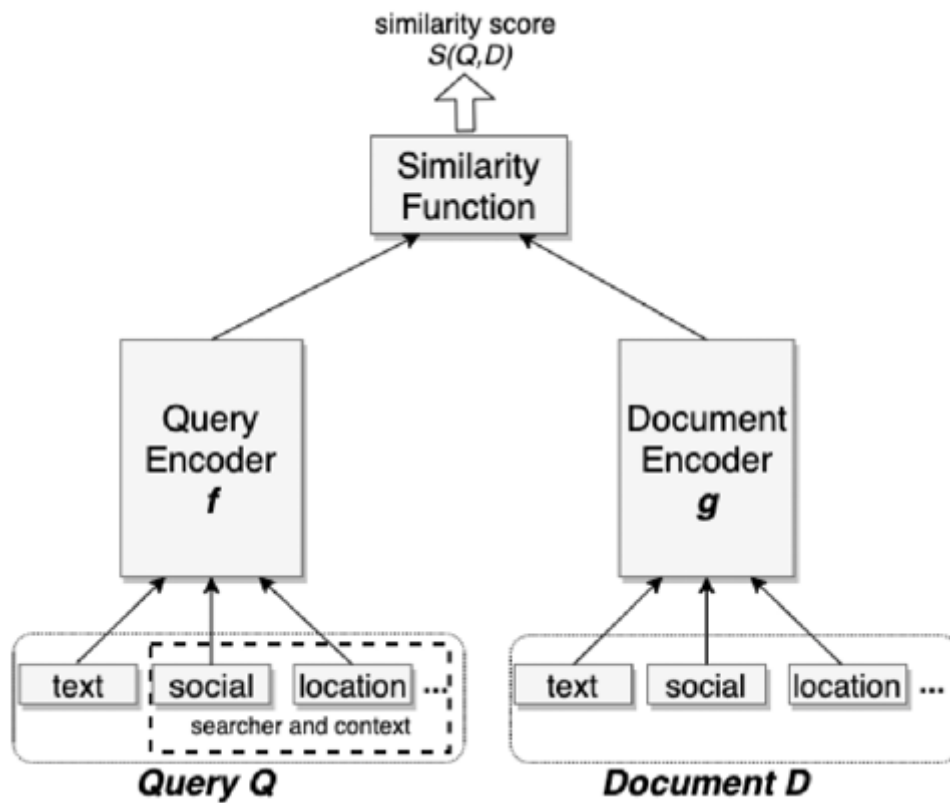 similarity score
S(Q,D)
Similarity
Function
Query
Encoder
f
Document
Encoder
g
text social location ...
searcher and context
text social location ...
Query Q
Document D